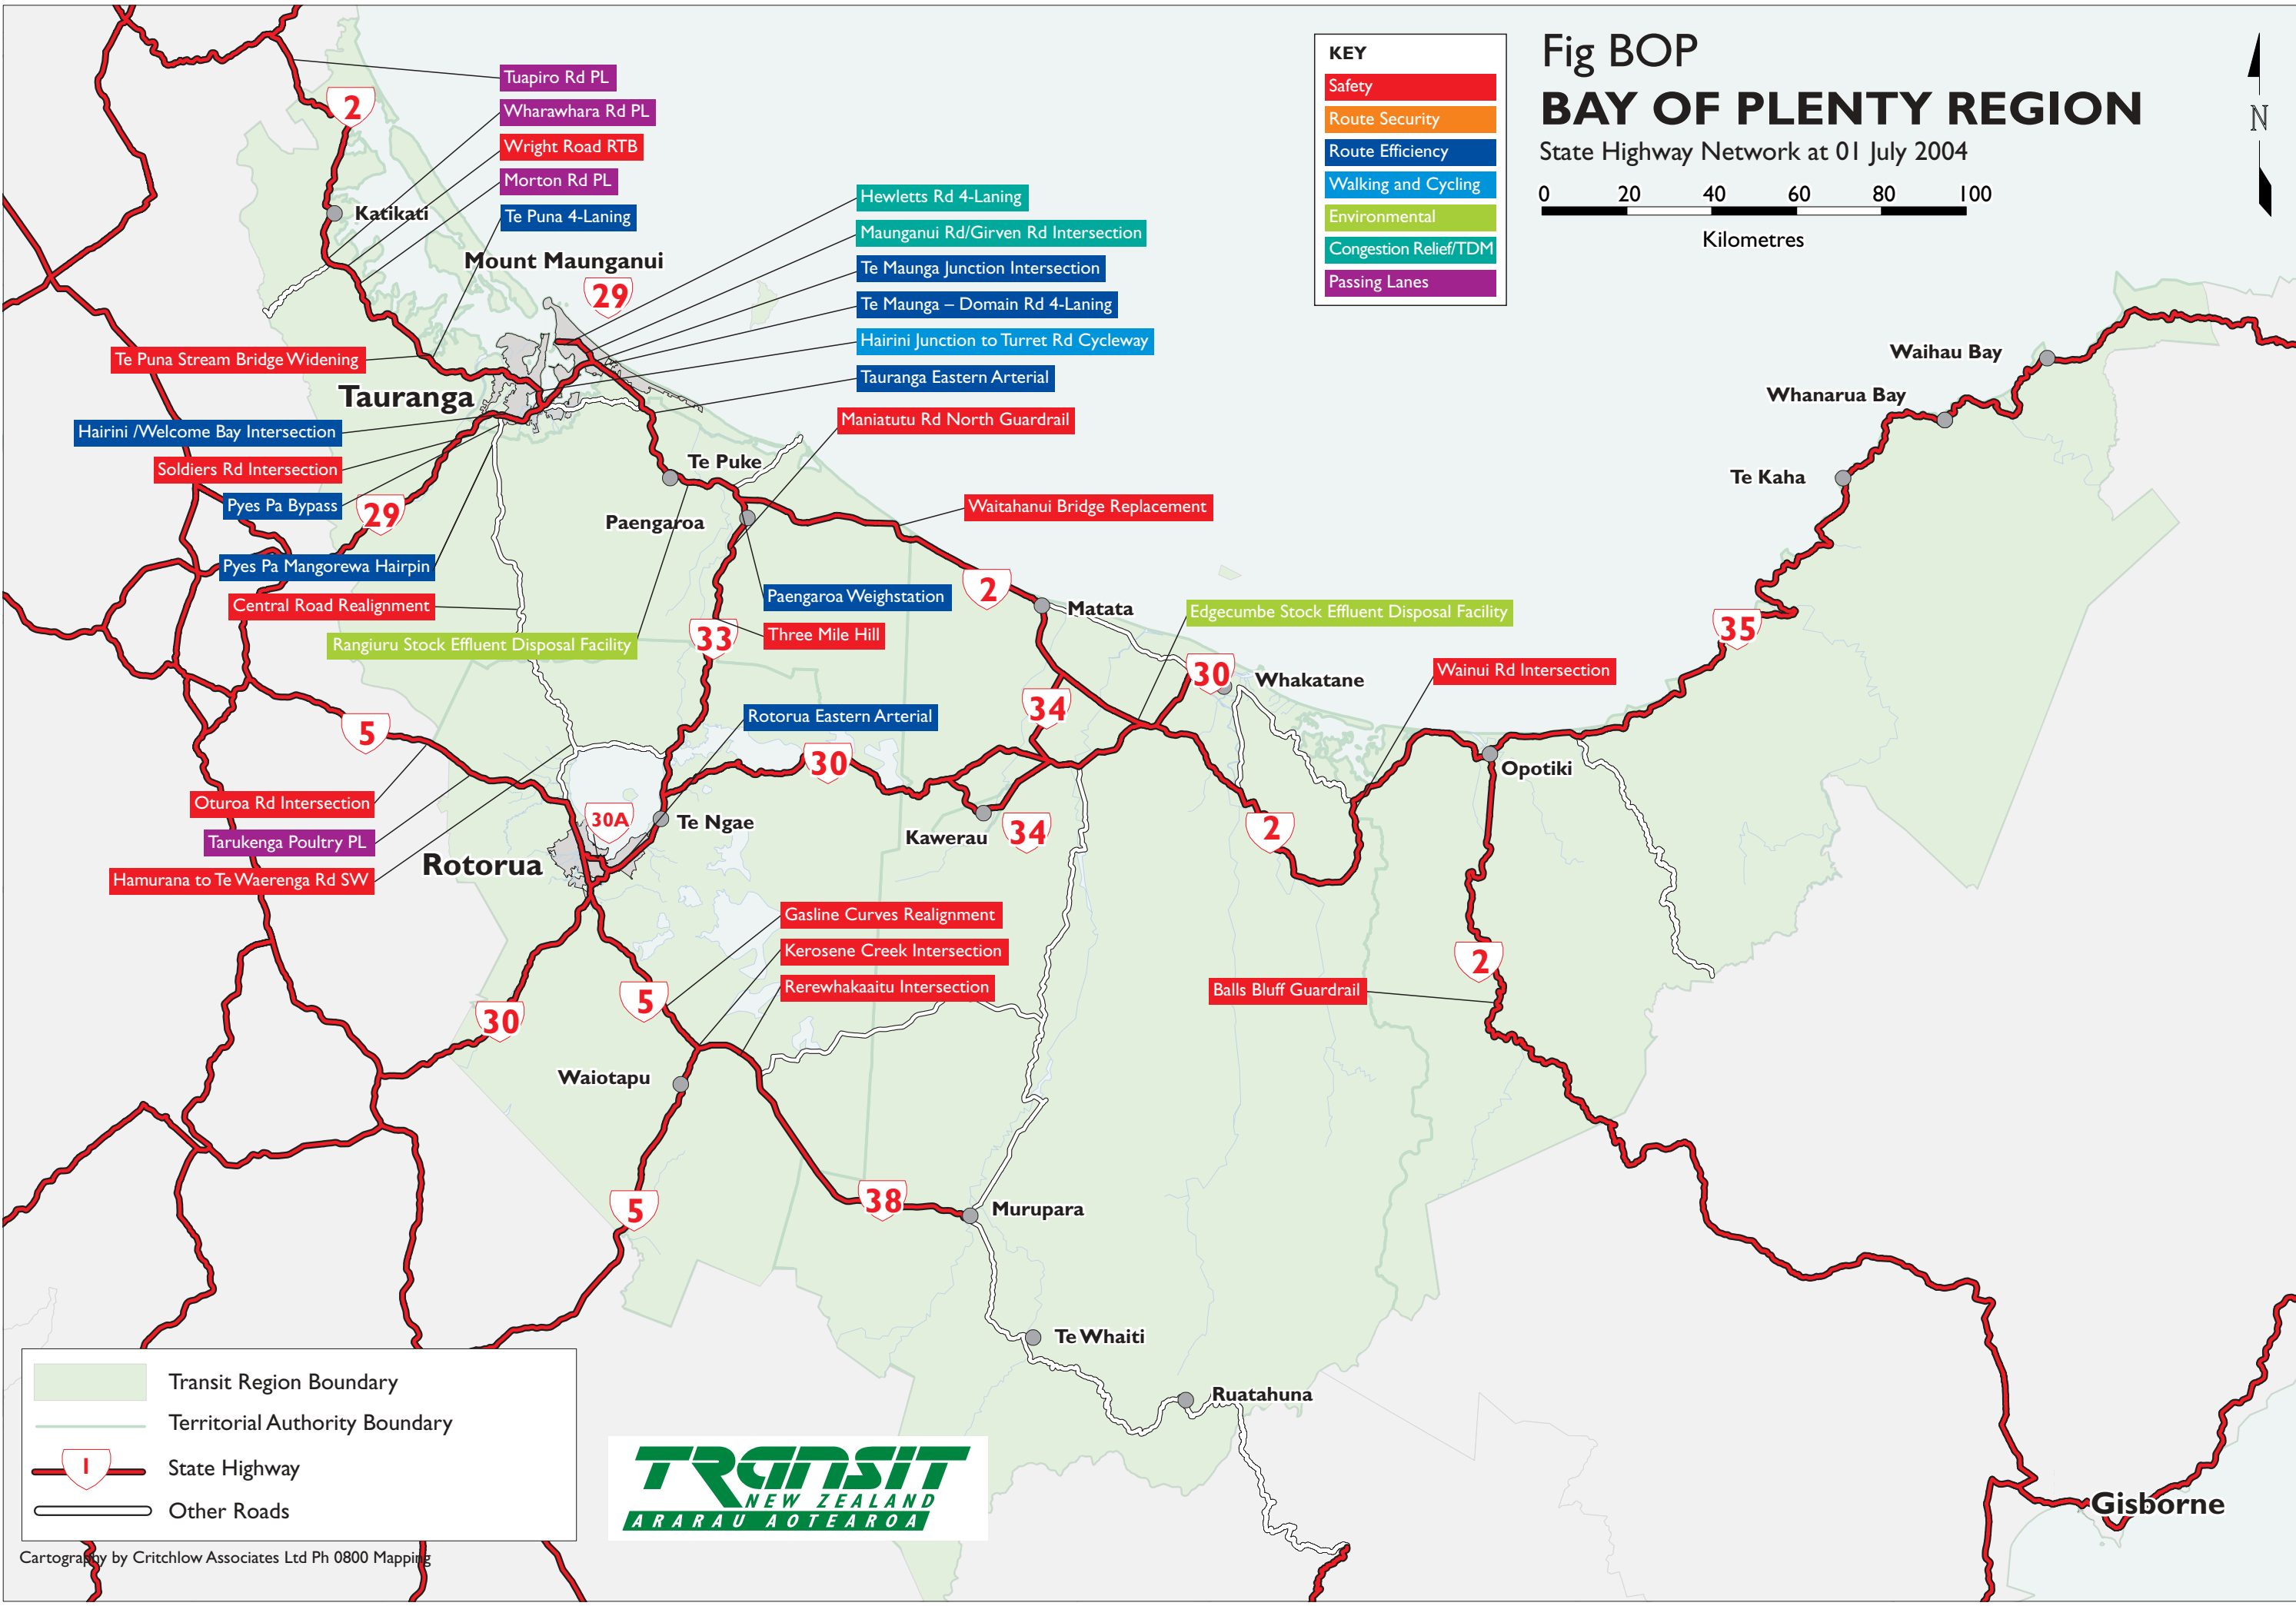 Fig BOP
BAY OF PLENTY REGION
State Highway Network at 01 July 2004
0 20 40 60 80 100
Kilometres
N
KEY
Safety
Route Security
Route Efficiency
Walking and Cycling
Environmental
Congestion Relief/TDM
Passing Lanes
Tuapiro Rd PL
Wharawhara Rd PL
Wright Road RTB
Morton Rd PL
Te Puna 4-Laning
2
Katikati
Mount Maunganui
29
Hewletts Rd 4-Laning
Maunganui Rd/Girven Rd Intersection
Te Maunga Junction Intersection
Te Maunga – Domain Rd 4-Laning
Hairini Junction to Turret Rd Cycleway
Tauranga Eastern Arterial
Maniatutu Rd North Guardrail
Te Puna Stream Bridge Widening
Tauranga
Hairini /Welcome Bay Intersection
Soldiers Rd Intersection
Pyes Pa Bypass
29
Pyes Pa Mangorewa Hairpin
Central Road Realignment
Rangiuru Stock Effluent Disposal Facility
Te Puke
Paengaroa
Waitahanui Bridge Replacement
Paengaroa Weighstation
Three Mile Hill
33
2
Matata
Edgecumbe Stock Effluent Disposal Facility
30
Whakatane
Wainui Rd Intersection
34
Waihau Bay
Whanarua Bay
Te Kaha
35
Opotiki
5
Rotorua Eastern Arterial
30
Oturoa Rd Intersection
Tarukenga Poultry PL
Hamurana to Te Waerenga Rd SW
30A
Te Ngae
Rotorua
Kawerau
34
2
Gasline Curves Realignment
Kerosene Creek Intersection
Rerewhakaaitu Intersection
5
30
2
Balls Bluff Guardrail
Waiotapu
5
38
Murupara
Te Whaiti
Ruatahuna
Gisborne
Transit Region Boundary
Territorial Authority Boundary
1
State Highway
Other Roads
TRANSIT
NEW ZEALAND
ARARAU AOTEAROA
Cartography by Critchlow Associates Ltd Ph 0800 Mapping